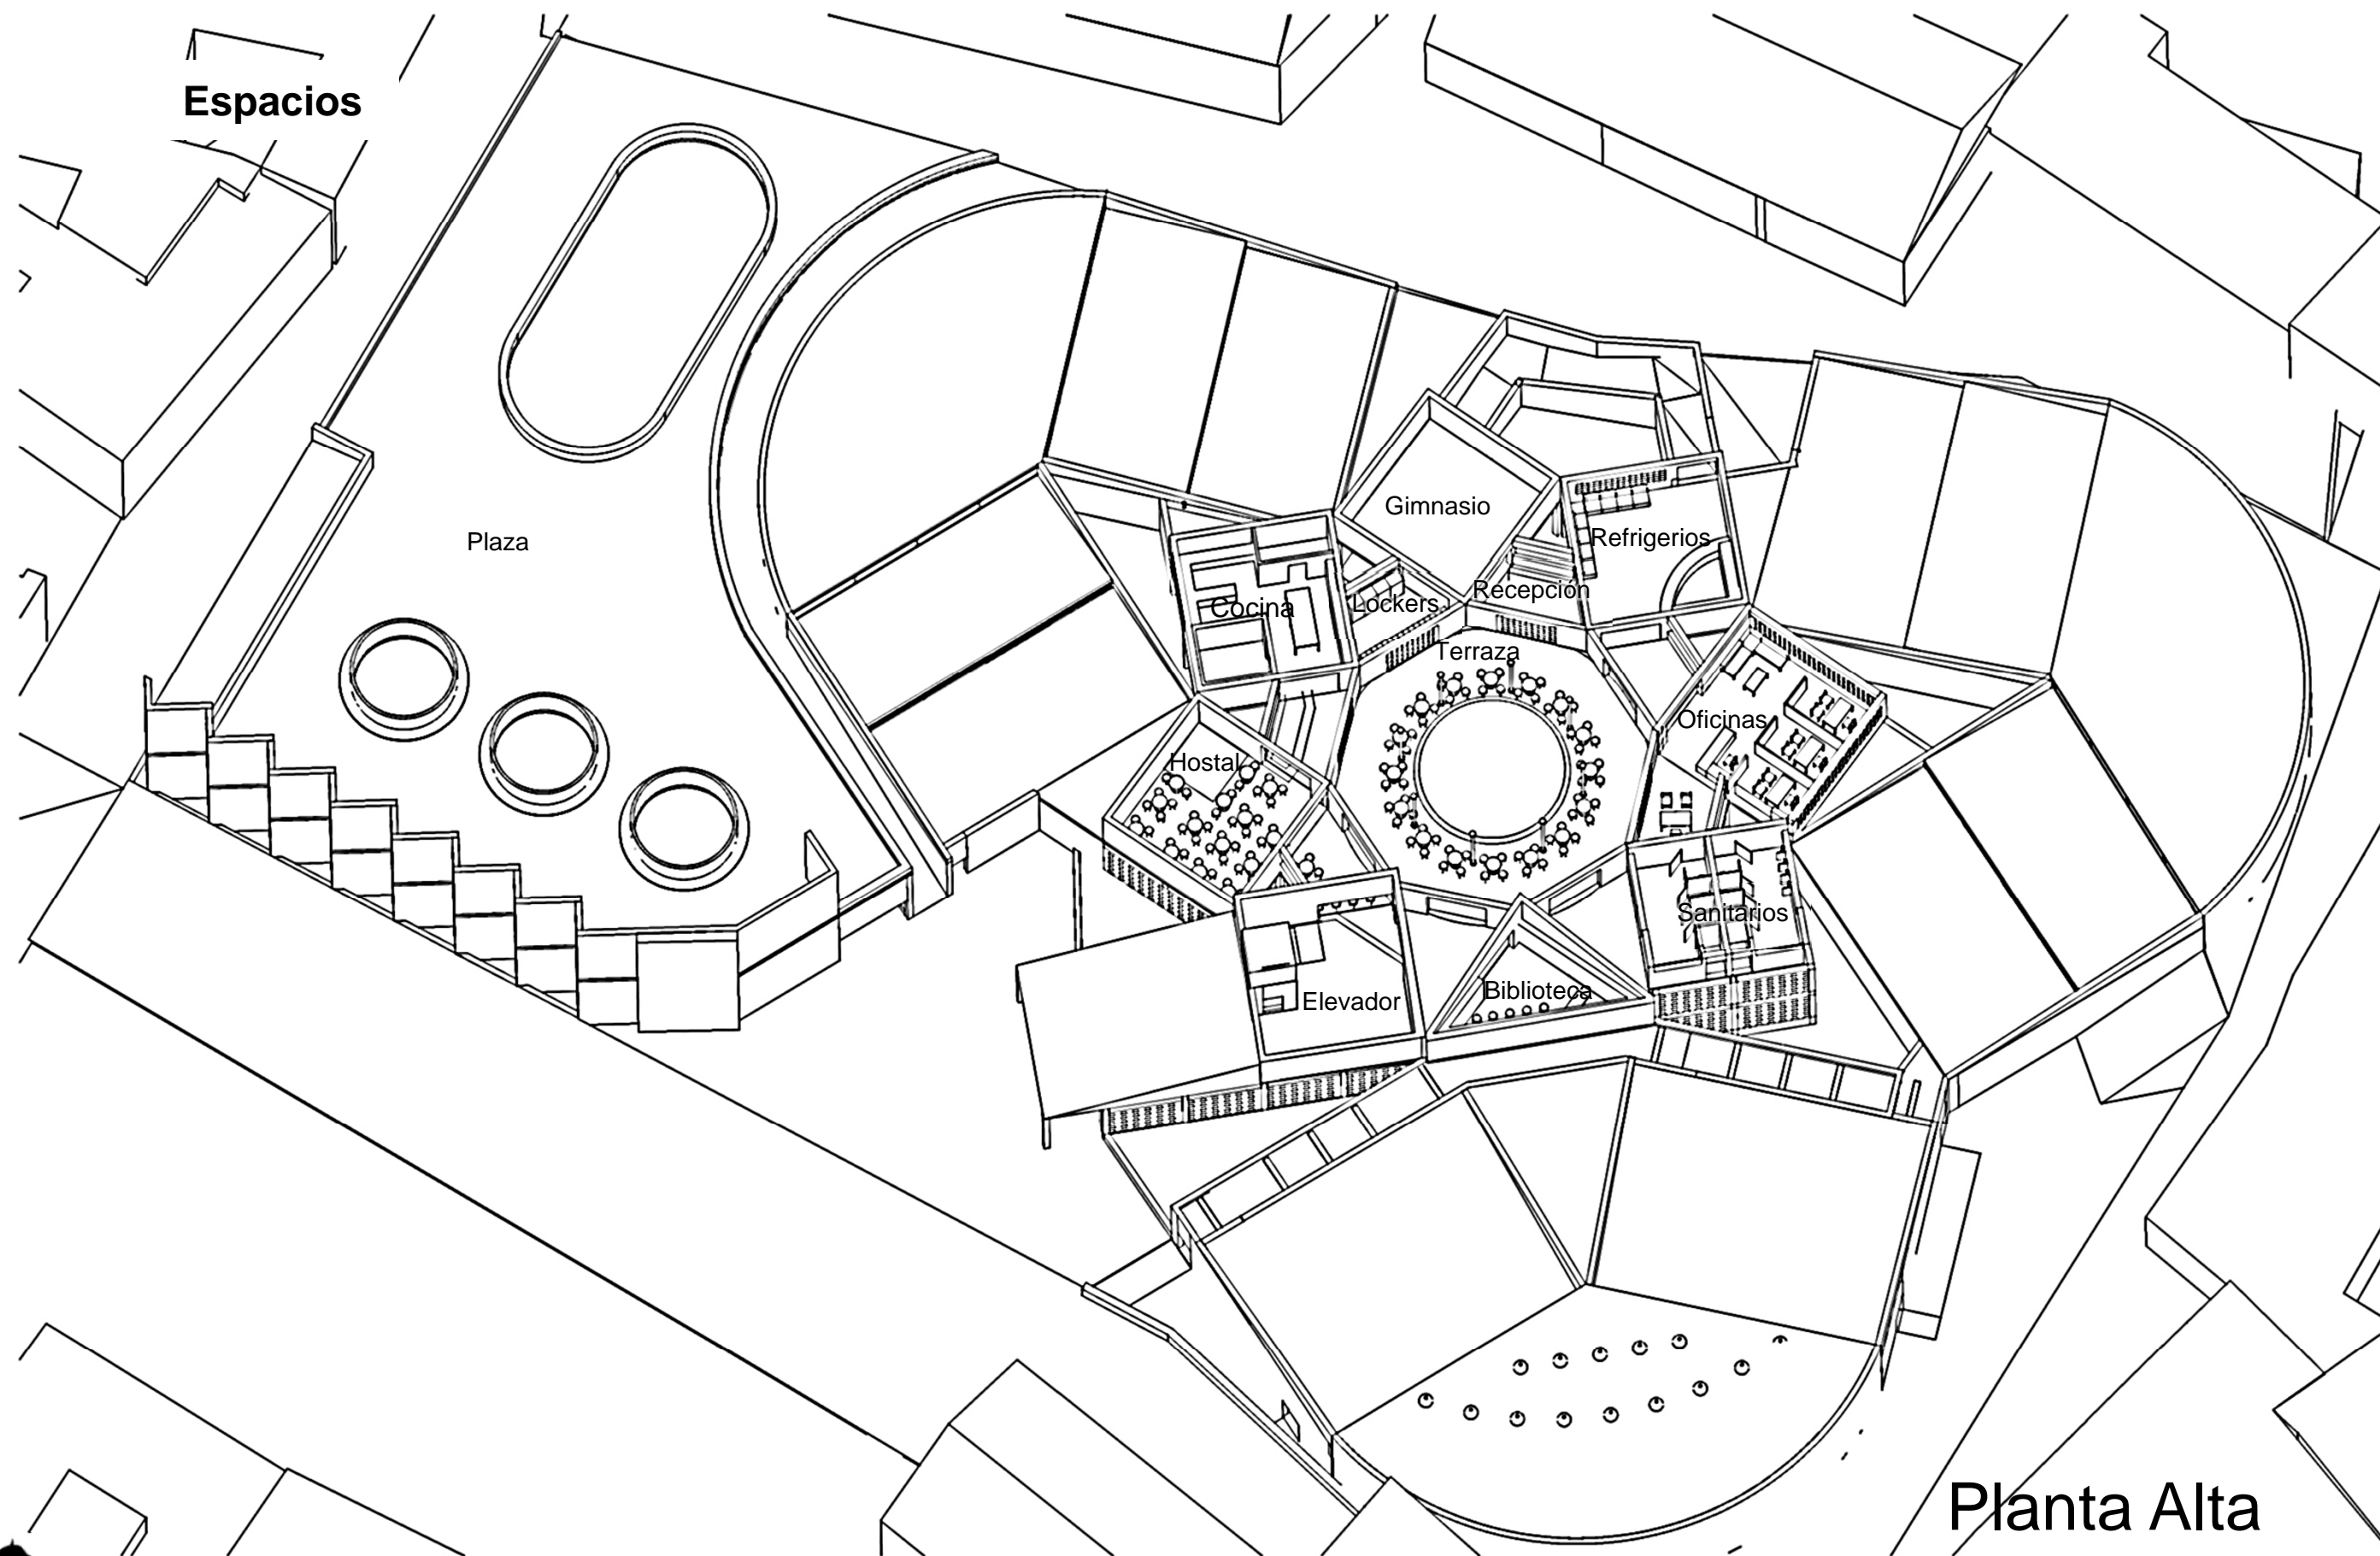 Espacios
Plaza
Gimnasio
Refrigerios
Recepción
Cocina
Lockers
Terraza
Oficinas
Hostal
Sanitarios
Biblioteca
Elevador
Planta Alta